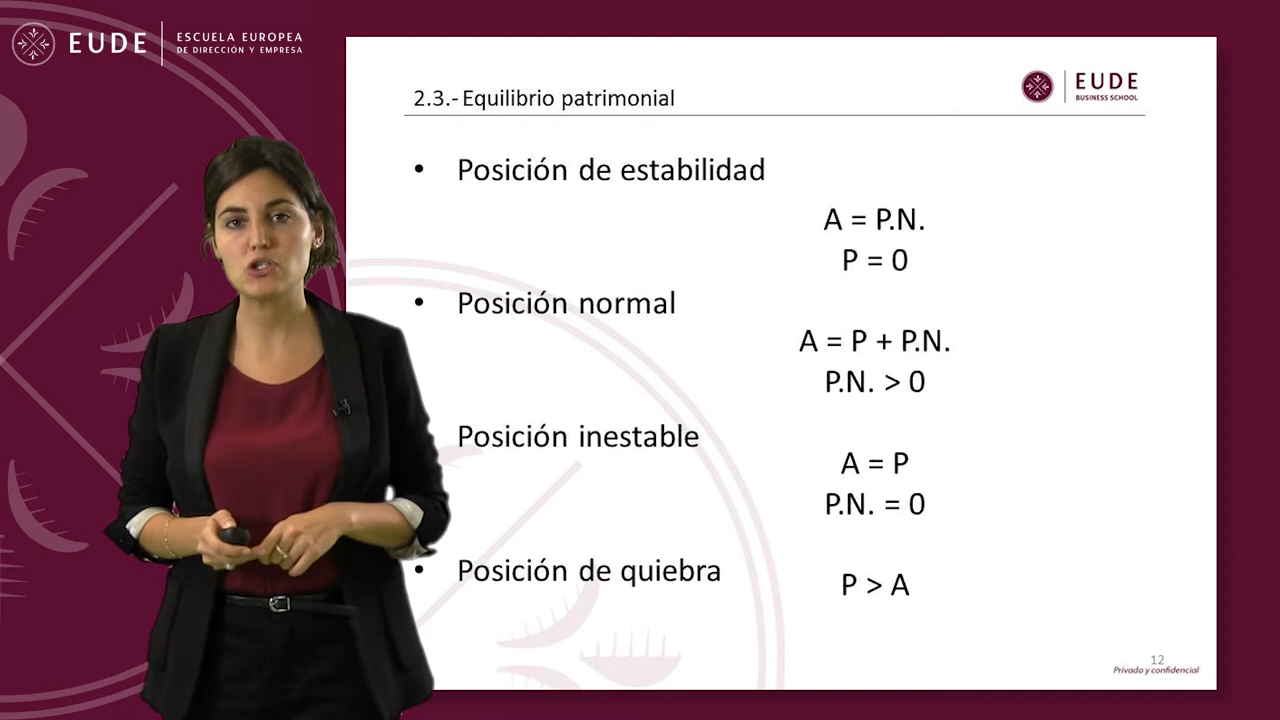 EUDE
ESCUELA EUROPEA
DE DIRECCIÓN Y EMPRESA
2.3.- Equilibrio patrimonial
EUDE
BUSINESS SCHOOL
• Posición de estabilidad
A = P.N.
P = 0
• Posición normal
A = P + P.N.
P.N. > 0
Posición inestable
A = P
P.N. = 0
• Posición de quiebra
P > A
12
Privado y confidencial